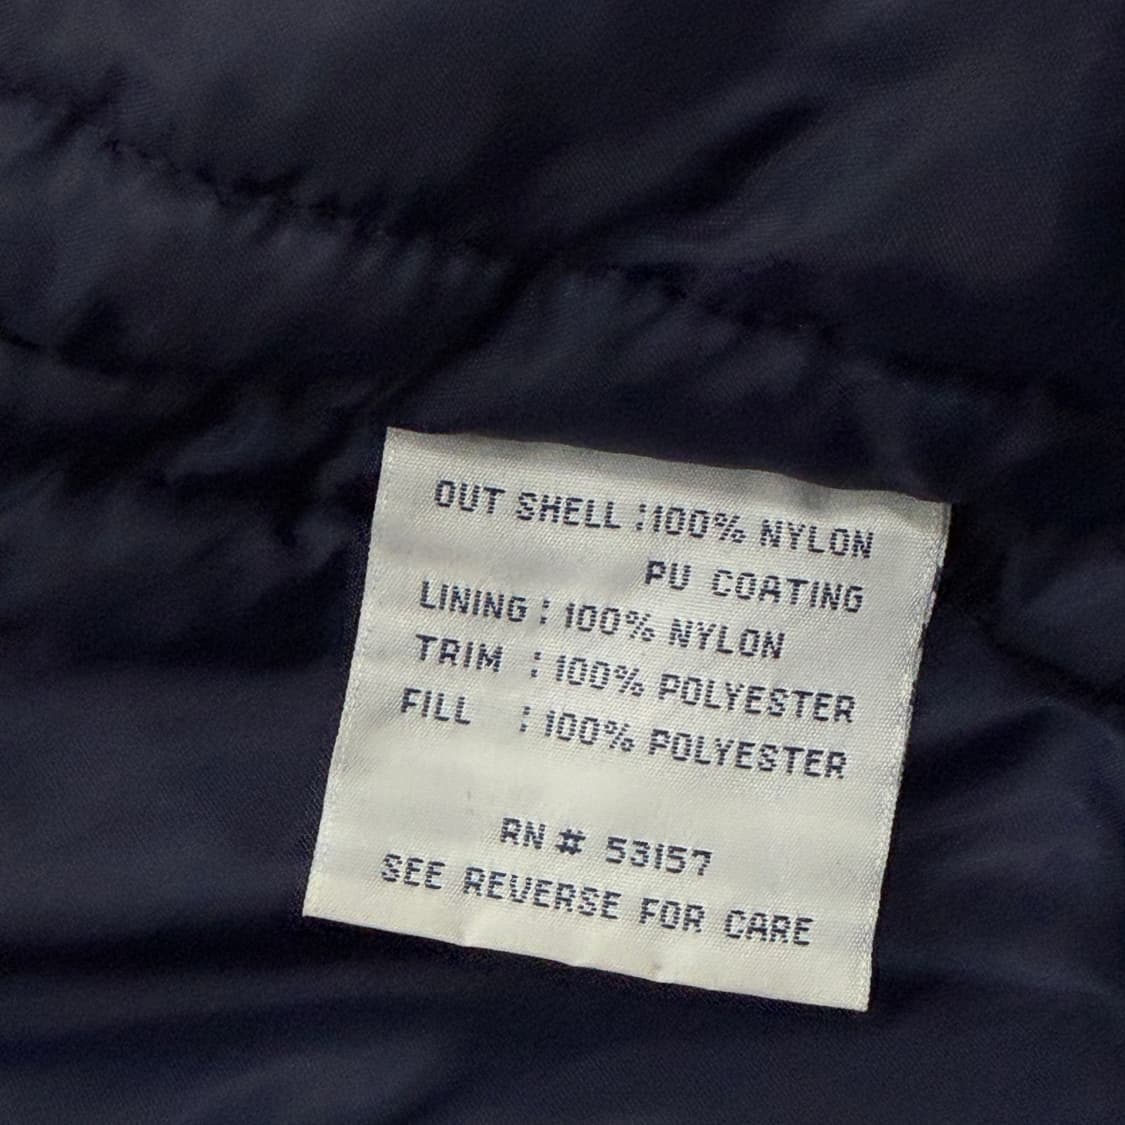 OUT SHELL :100% NYLON
PU COATING
LINING : 100% NYLON
TRIM : 100% POLYESTER
FILL : 100% POLYESTER
RN # 53157
SEE REVERSE FOR CARE